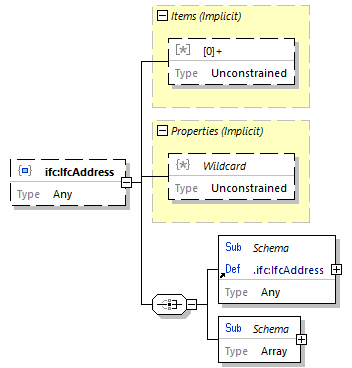 Items (Implicit)
[*] [0]+
Type Unconstrained
Properties (Implicit)
{*} Wildcard
Type Unconstrained
ifc:IfcAddress
Type Any
Sub Schema
Def .ifc:IfcAddress
Type Any
Sub Schema
Type Array